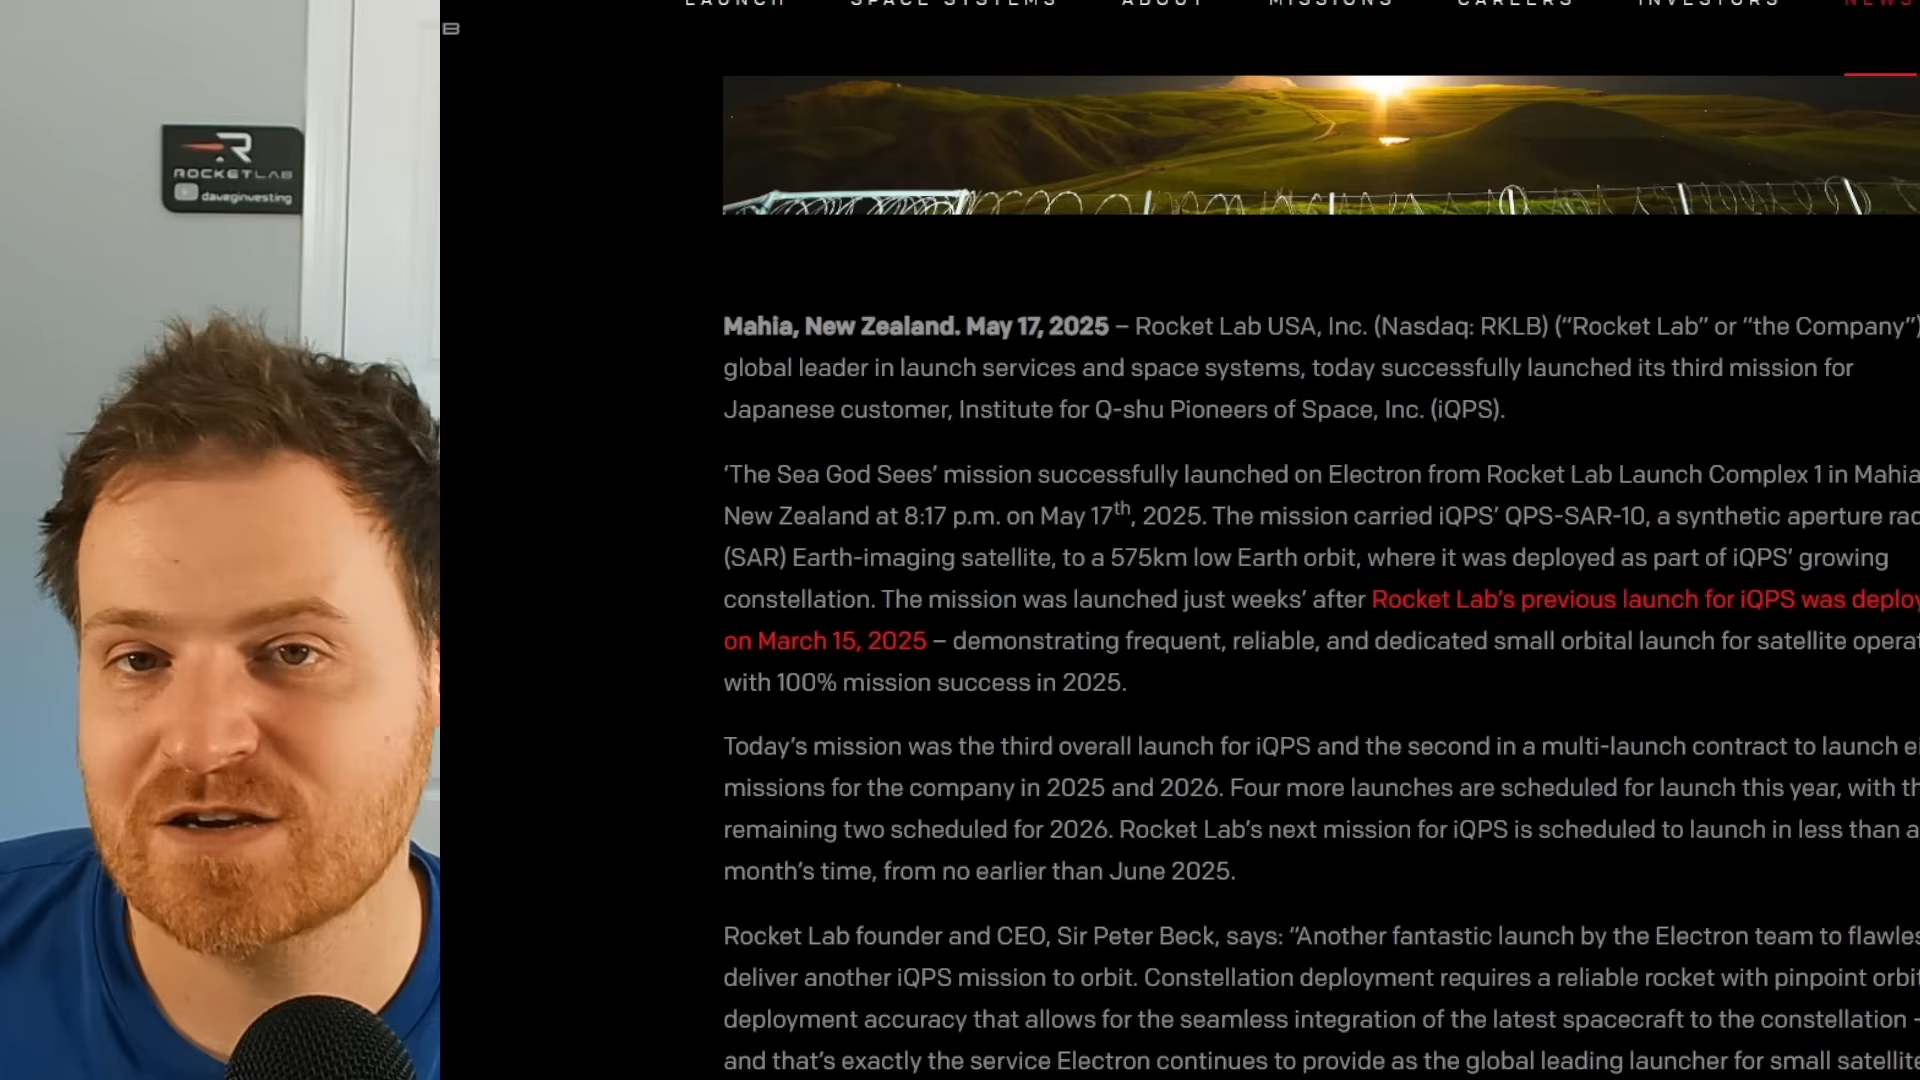 LAUNCH SPACE SYSTEMS ABOUT MISSIONS CAREERS INVESTORS NEWS
R
ROCKETLAB
daveginvesting
Mahia, New Zealand. May 17, 2025 – Rocket Lab USA, Inc. (Nasdaq: RKLB) (“Rocket Lab” or “the Company”)
global leader in launch services and space systems, today successfully launched its third mission for
Japanese customer, Institute for Q-shu Pioneers of Space, Inc. (iQPS).
‘The Sea God Sees’ mission successfully launched on Electron from Rocket Lab Launch Complex 1 in Mahia
New Zealand at 8:17 p.m. on May 17th, 2025. The mission carried iQPS’ QPS-SAR-10, a synthetic aperture
(SAR) Earth-imaging satellite, to a 575km low Earth orbit, where it was deployed as part of iQPS’ growing
constellation. The mission was launched just weeks’ after Rocket Lab’s previous launch for iQPS was
on March 15, 2025 – demonstrating frequent, reliable, and dedicated small orbital launch for satellite
with 100% mission success in 2025.
Today’s mission was the third overall launch for iQPS and the second in a multi-launch contract to launch
missions for the company in 2025 and 2026. Four more launches are scheduled for launch this year, with
remaining two scheduled for 2026. Rocket Lab’s next mission for iQPS is scheduled to launch in less than a
month’s time, from no earlier than June 2025.
Rocket Lab founder and CEO, Sir Peter Beck, says: “Another fantastic launch by the Electron team to
deliver another iQPS mission to orbit. Constellation deployment requires a reliable rocket with pinpoint
deployment accuracy that allows for the seamless integration of the latest spacecraft to the constellation –
and that’s exactly the service Electron continues to provide as the global leading launcher for small